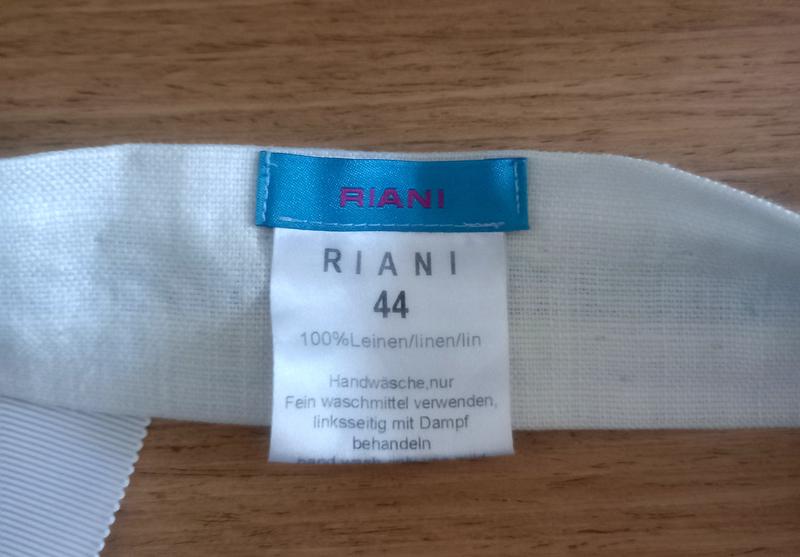 RIANI
RIANI
44
100%Leinen/linen/lin
Handwäsche,nur
Fein waschmittel verwenden,
linksseitig mit Dampf
behandeln